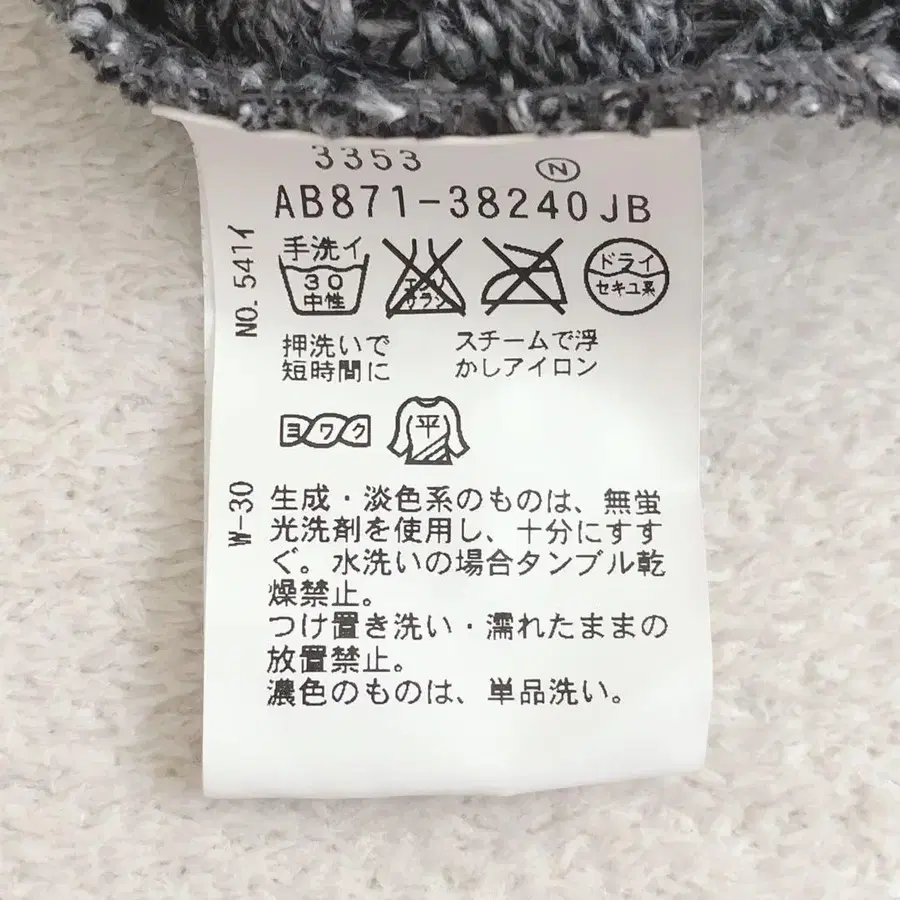 3353 N
AB871-38240JB
NO. 541イ
手洗イ
30
中性
エンソ
サラシ
ドライ
セキユ系
押洗いで
短時間に
スチームで浮
かしアイロン
ヨワク
平
W-30
生成・淡色系のものは、無蛍
光洗剤を使用し、十分にすす
ぐ。水洗いの場合タンブル乾
燥禁止。
つけ置き洗い・濡れたままの
放置禁止。
濃色のものは、単品洗い。